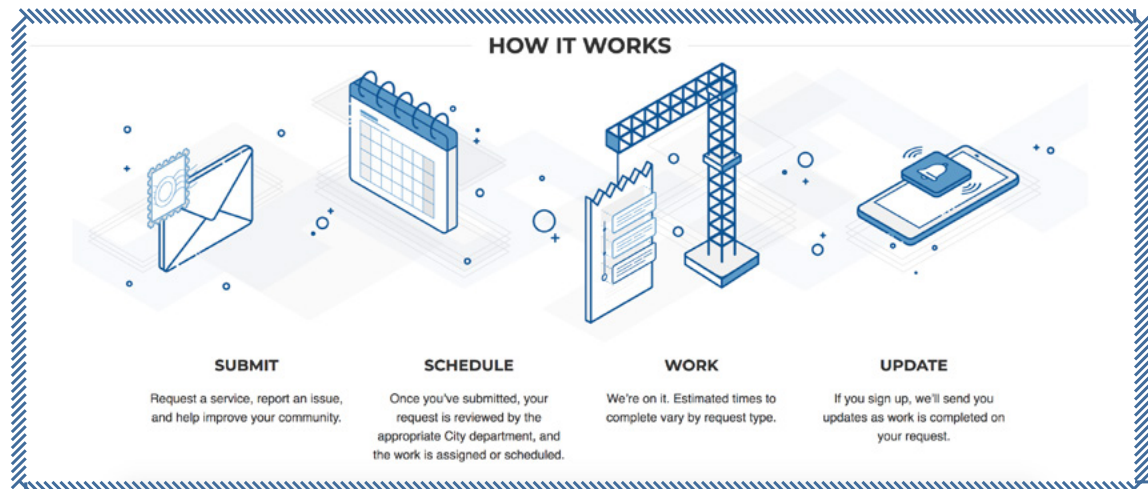 HOW IT WORKS
SUBMIT
Request a service, report an issue,
and help improve your community.
SCHEDULE
Once you've submitted, your
request is reviewed by the
appropriate City department, and
the work is assigned or scheduled.
WORK
We're on it. Estimated times to
complete vary by request type.
UPDATE
If you sign up, we'll send you
updates as work is completed on
your request.